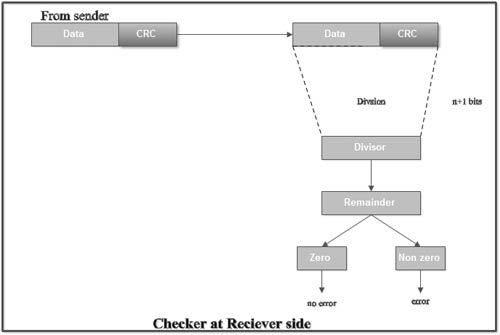 From sender
Data CRC Data CRC
Division n+1 bits
Divisor
Remainder
Zero Non zero
no error error
Checker at Reciever side